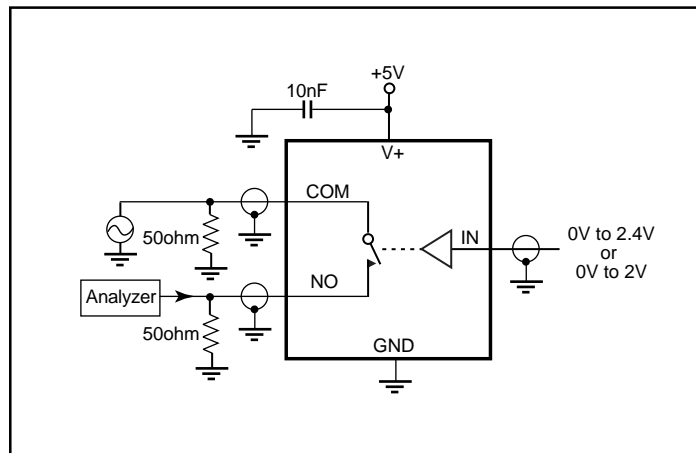 +5V
10nF
V+
COM
50ohm
IN
0V to 2.4V
or
0V to 2V
Analyzer
NO
50ohm
GND